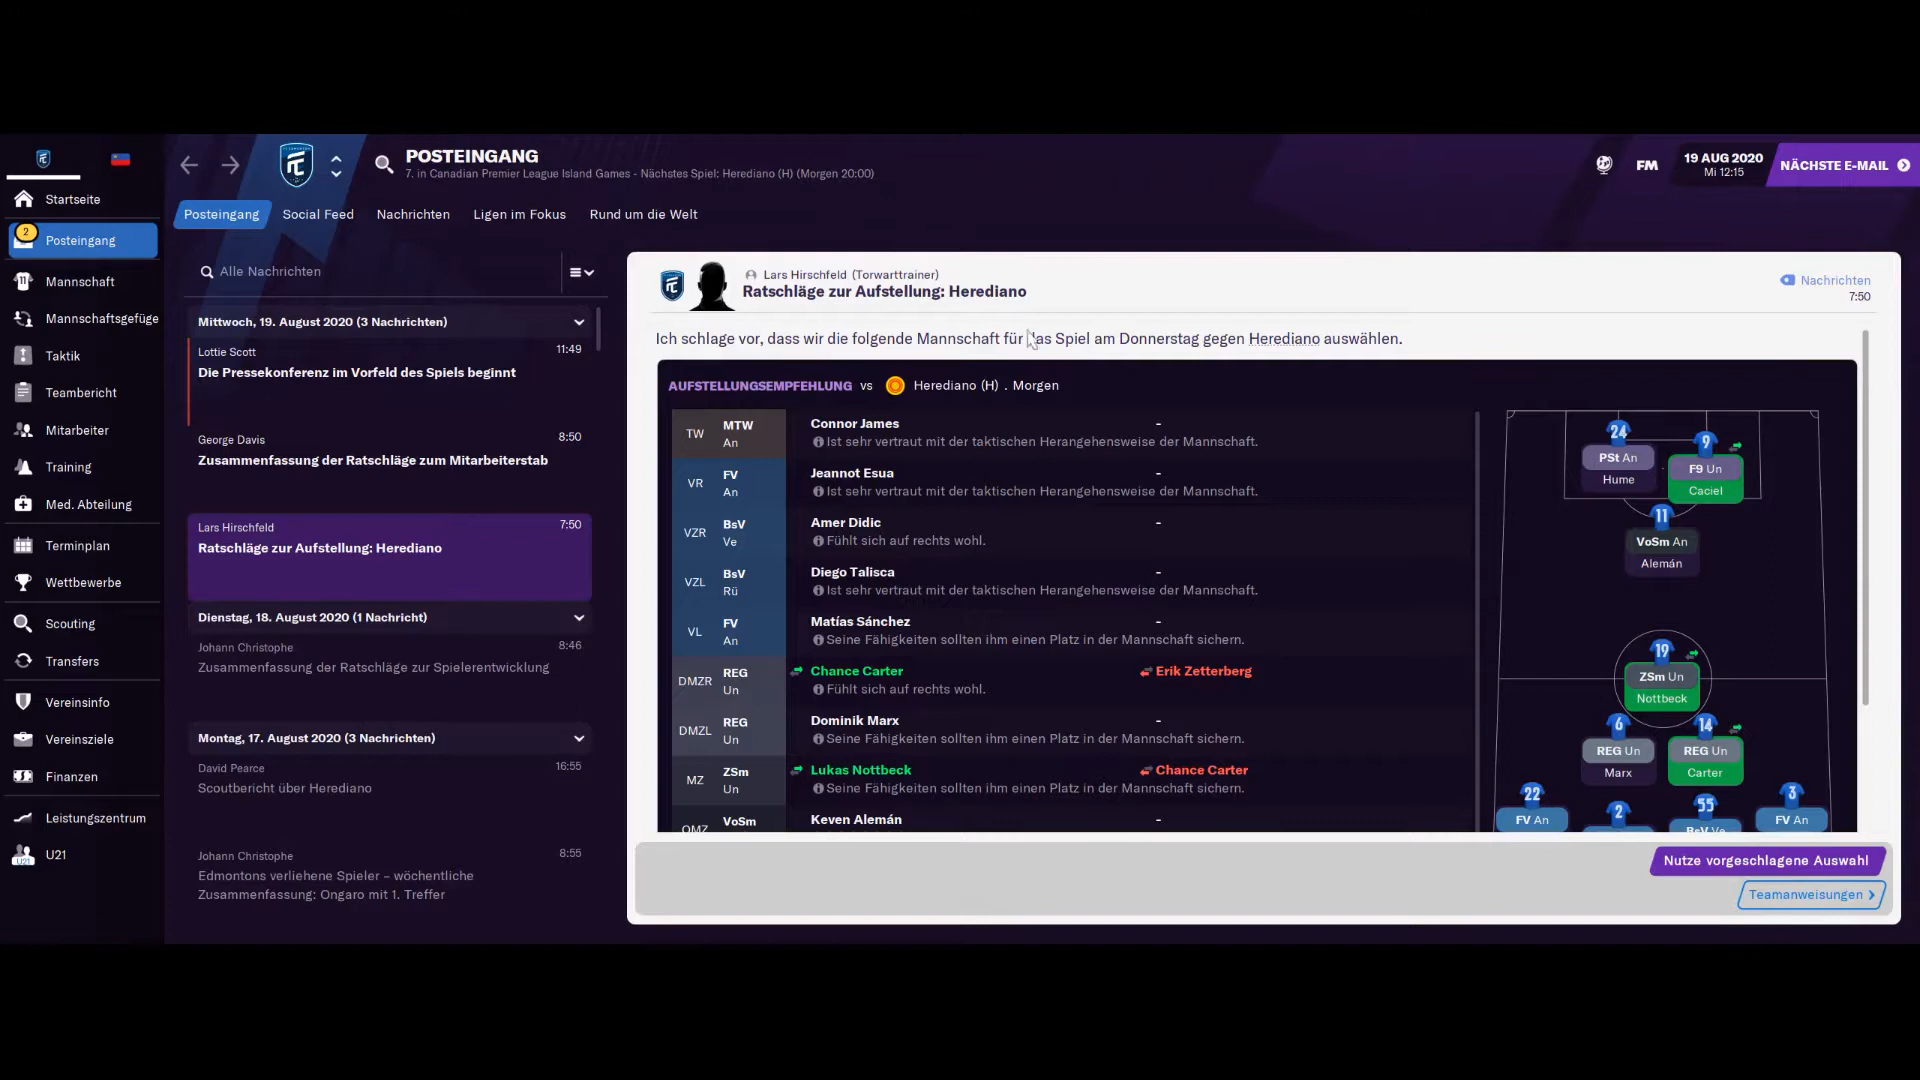 POSTEINGANG
7. in Canadian Premier League Island Games - Nächstes Spiel: Herediano (H) (Morgen 20:00)
FM
19 AUG 2020
Mi 12:15
NÄCHSTE E-MAIL
Startseite
2
Posteingang
Mannschaft
Mannschaftsgefüge
Taktik
Teambericht
Mitarbeiter
Training
Med. Abteilung
Terminplan
Wettbewerbe
Scouting
Transfers
Vereinsinfo
Vereinsziele
Finanzen
Leistungszentrum
U21
U21
Posteingang Social Feed Nachrichten Ligen im Fokus Rund um die Welt
Alle Nachrichten
Mittwoch, 19. August 2020 (3 Nachrichten)
Lottie Scott 11:49
Die Pressekonferenz im Vorfeld des Spiels beginnt
George Davis 8:50
Zusammenfassung der Ratschläge zum Mitarbeiterstab
Lars Hirschfeld 7:50
Ratschläge zur Aufstellung: Herediano
Dienstag, 18. August 2020 (1 Nachricht)
Johann Christophe 8:46
Zusammenfassung der Ratschläge zur Spielerentwicklung
Montag, 17. August 2020 (3 Nachrichten)
David Pearce 16:55
Scoutbericht über Herediano
Johann Christophe 8:55
Edmontons verliehene Spieler – wöchentliche
Zusammenfassung: Ongaro mit 1. Treffer
Lars Hirschfeld (Torwarttrainer)
Ratschläge zur Aufstellung: Herediano
Nachrichten
7:50
Ich schlage vor, dass wir die folgende Mannschaft für das Spiel am Donnerstag gegen Herediano auswählen.
AUFSTELLUNGSEMPFEHLUNG vs Herediano (H) . Morgen
TW MTW An Connor James -
Ist sehr vertraut mit der taktischen Herangehensweise der Mannschaft.
VR FV An Jeannot Esua -
Ist sehr vertraut mit der taktischen Herangehensweise der Mannschaft.
VZR BsV Ve Amer Didic -
Fühlt sich auf rechts wohl.
VZL BsV Rü Diego Talisca -
Ist sehr vertraut mit der taktischen Herangehensweise der Mannschaft.
VL FV An Matías Sánchez -
Seine Fähigkeiten sollten ihm einen Platz in der Mannschaft sichern.
DMZR REG Un Chance Carter Erik Zetterberg
Fühlt sich auf rechts wohl.
DMZL REG Un Dominik Marx -
Seine Fähigkeiten sollten ihm einen Platz in der Mannschaft sichern.
MZ ZSm Un Lukas Nottbeck Chance Carter
Seine Fähigkeiten sollten ihm einen Platz in der Mannschaft sichern.
OMZ VoSm Keven Alemán -
24 9
PSt An F9 Un
Hume Caciel
11
VoSm An
Alemán
19
ZSm Un
Nottbeck
6 14
REG Un REG Un
Marx Carter
22 2 55 3
FV An BsV Ve FV An
Nutze vorgeschlagene Auswahl
Teamanweisungen